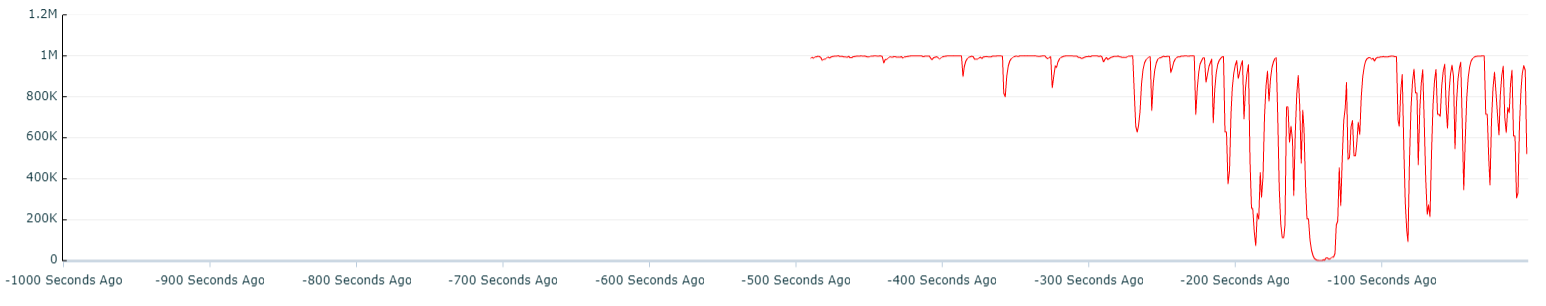 1.2M
1M
800K
600K
400K
200K
0
-1000 Seconds Ago -900 Seconds Ago -800 Seconds Ago -700 Seconds Ago -600 Seconds Ago -500 Seconds Ago -400 Seconds Ago -300 Seconds Ago -200 Seconds Ago -100 Seconds Ago